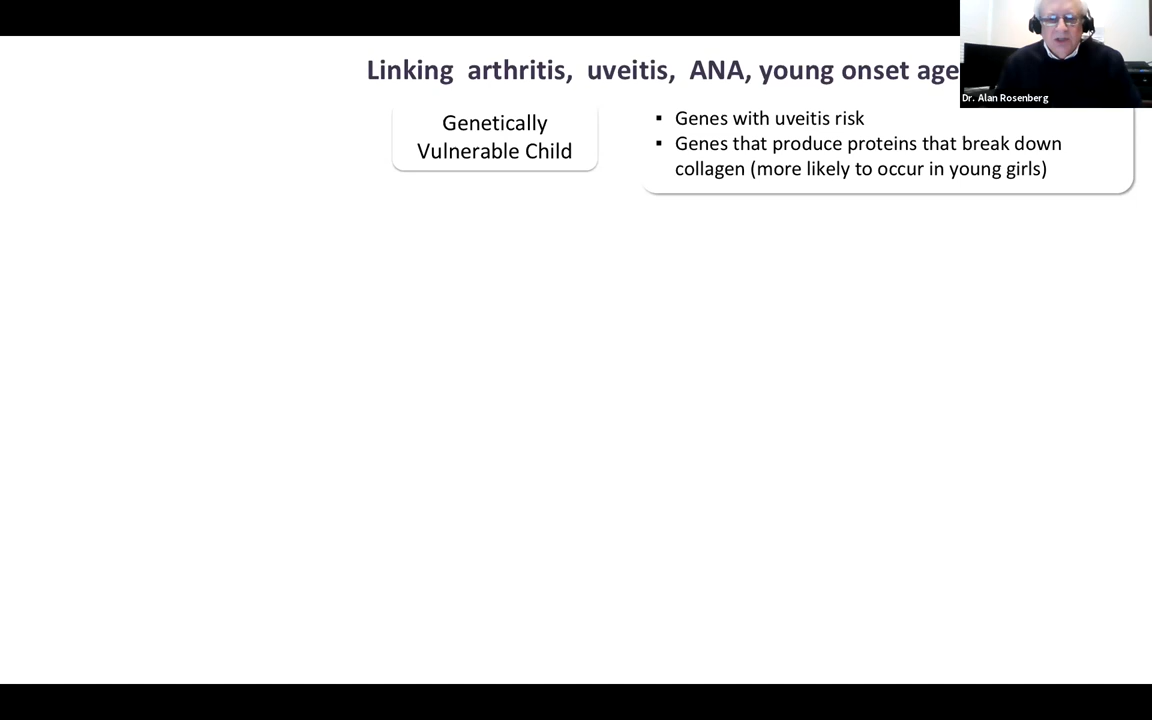 Linking arthritis, uveitis, ANA, young onset age
Dr. Alan Rosenberg
Genetically
Vulnerable Child
▪ Genes with uveitis risk
▪ Genes that produce proteins that break down
collagen (more likely to occur in young girls)